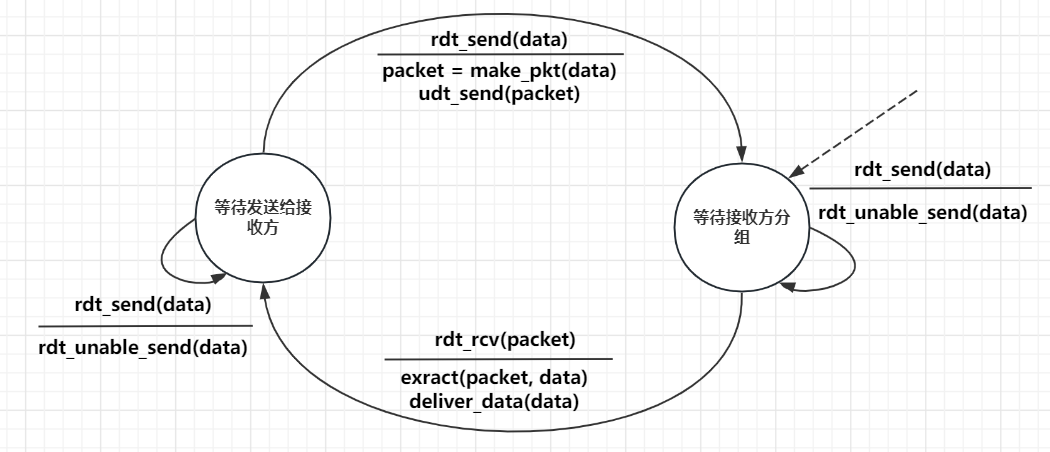 rdt_send(data)
packet = make_pkt(data)
udt_send(packet)
等待发送给接
收方
rdt_send(data)
rdt_unable_send(data)
等待接收方分
组
rdt_send(data)
rdt_unable_send(data)
rdt_rcv(packet)
exract(packet, data)
deliver_data(data)